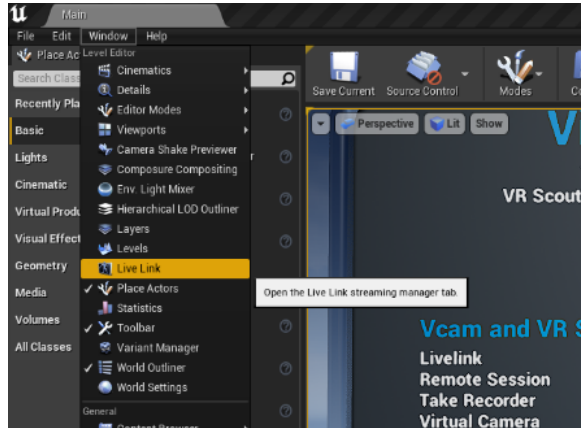 Main
File Edit Window Help
Place Ac
Level Editor
Search Class
Recently Pla
Basic
Lights
Cinematic
Virtual Produ
Visual Effect
Geometry
Media
Volumes
All Classes
Cinematics
Details
Editor Modes
Viewports
Camera Shake Previewer
Composure Compositing
Env. Light Mixer
Hierarchical LOD Outliner
Layers
Levels
Live Link
Place Actors
Statistics
Toolbar
Variant Manager
World Outliner
World Settings
General
Content Browser
Open the Live Link streaming manager tab.
Save Current Source Control Modes Co
Perspective Lit Show
VR Scout
Vcam and VR S
Livelink
Remote Session
Take Recorder
Virtual Camera